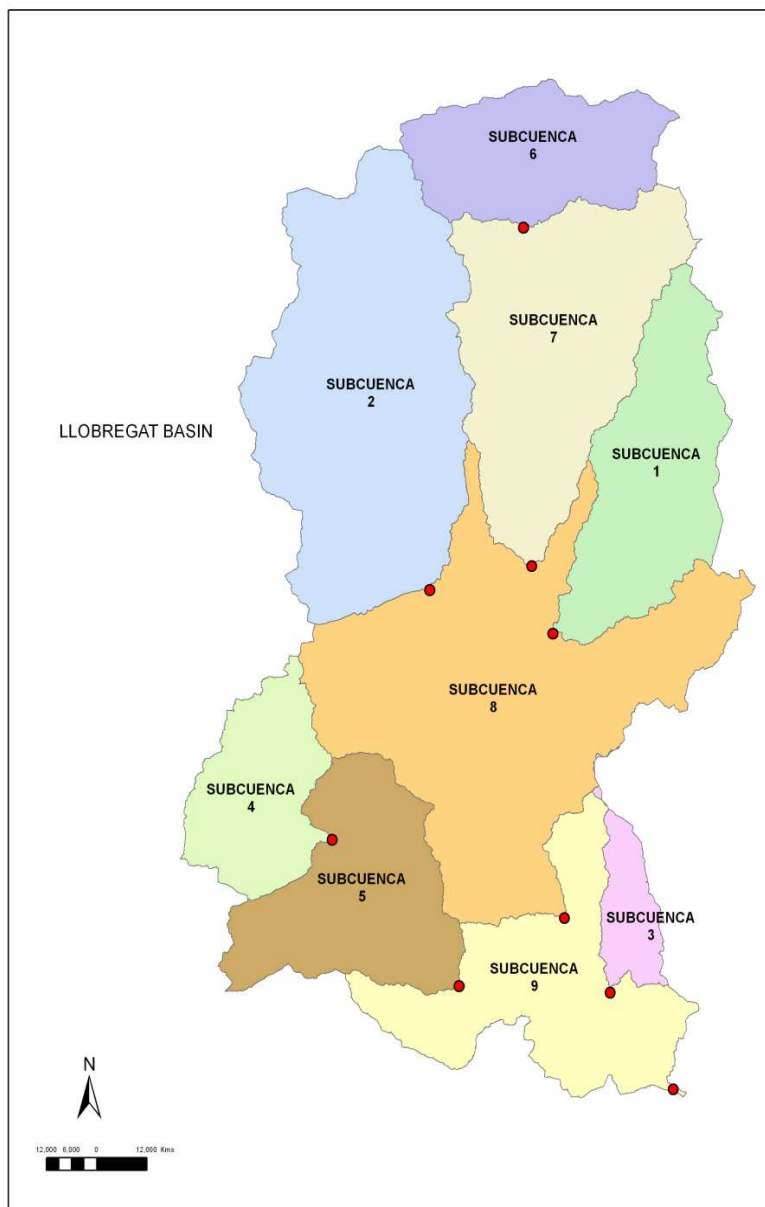 SUBCUENCA
6
SUBCUENCA
7
SUBCUENCA
2
LLOBREGAT BASIN
SUBCUENCA
1
SUBCUENCA
8
SUBCUENCA
4
SUBCUENCA
5
SUBCUENCA
3
SUBCUENCA
9
N
12,000 6,000 0 12,000 Kms